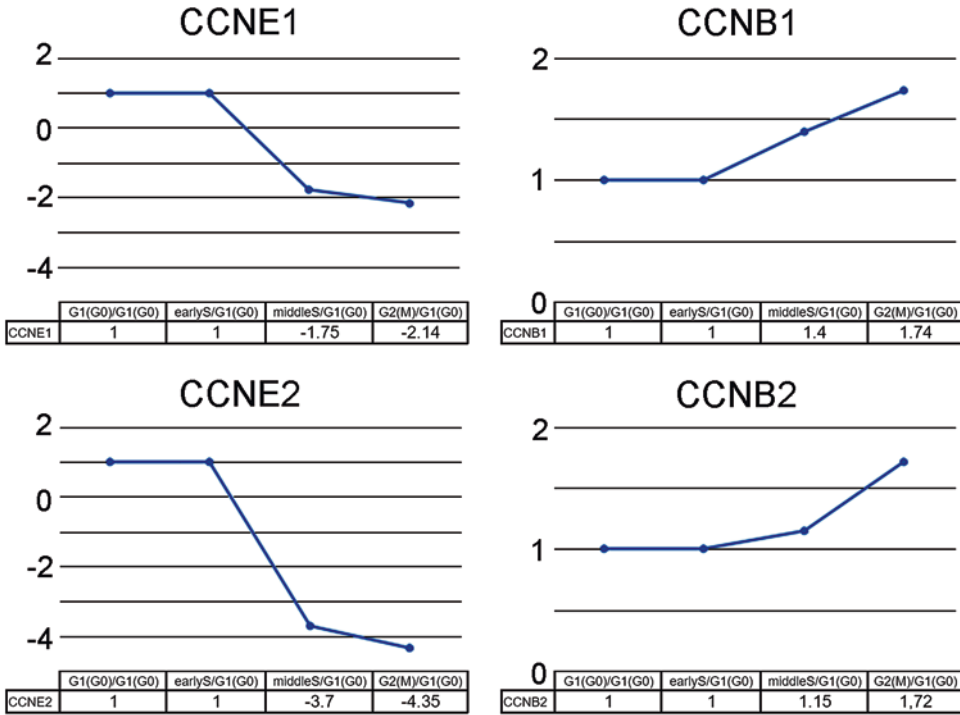 CCNE1
2
0
-2
-4
G1(G0)/G1(G0) earlyS/G1(G0) middleS/G1(G0) G2(M)/G1(G0)
CCNE1 1 1 -1.75 -2.14
CCNB1
2
1
0
G1(G0)/G1(G0) earlyS/G1(G0) middleS/G1(G0) G2(M)/G1(G0)
CCNB1 1 1 1.4 1.74
CCNE2
2
0
-2
-4
G1(G0)/G1(G0) earlyS/G1(G0) middleS/G1(G0) G2(M)/G1(G0)
CCNE2 1 1 -3.7 -4.35
CCNB2
2
1
0
G1(G0)/G1(G0) earlyS/G1(G0) middleS/G1(G0) G2(M)/G1(G0)
CCNB2 1 1 1.15 1,72